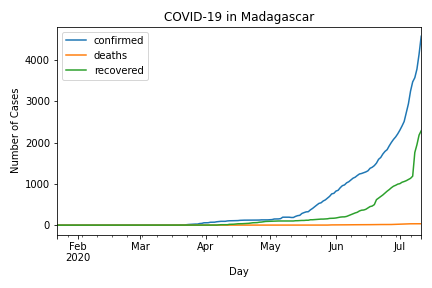 COVID-19 in Madagascar
confirmed
deaths
recovered
Number of Cases
4000
3000
2000
1000
0
Feb
2020
Mar
Apr
May
Jun
Jul
Day